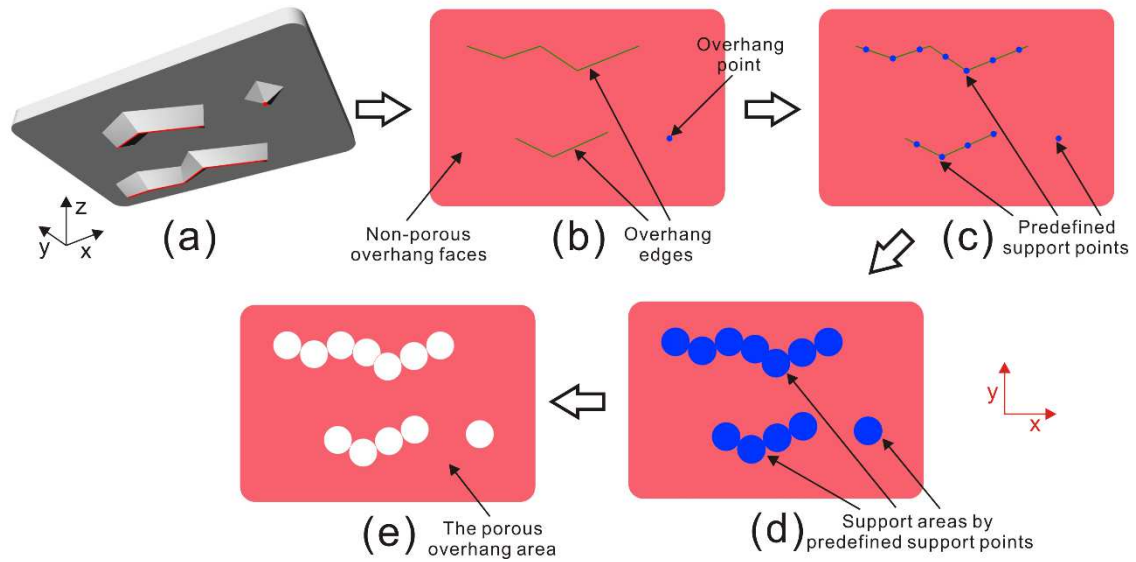 z
y
x
(a)
Overhang
point
Non-porous
overhang faces
(b)
Overhang
edges
(c)
Predefined
support points
The porous
overhang area
(e)
(d)
Support areas by
predefined support points
y
x